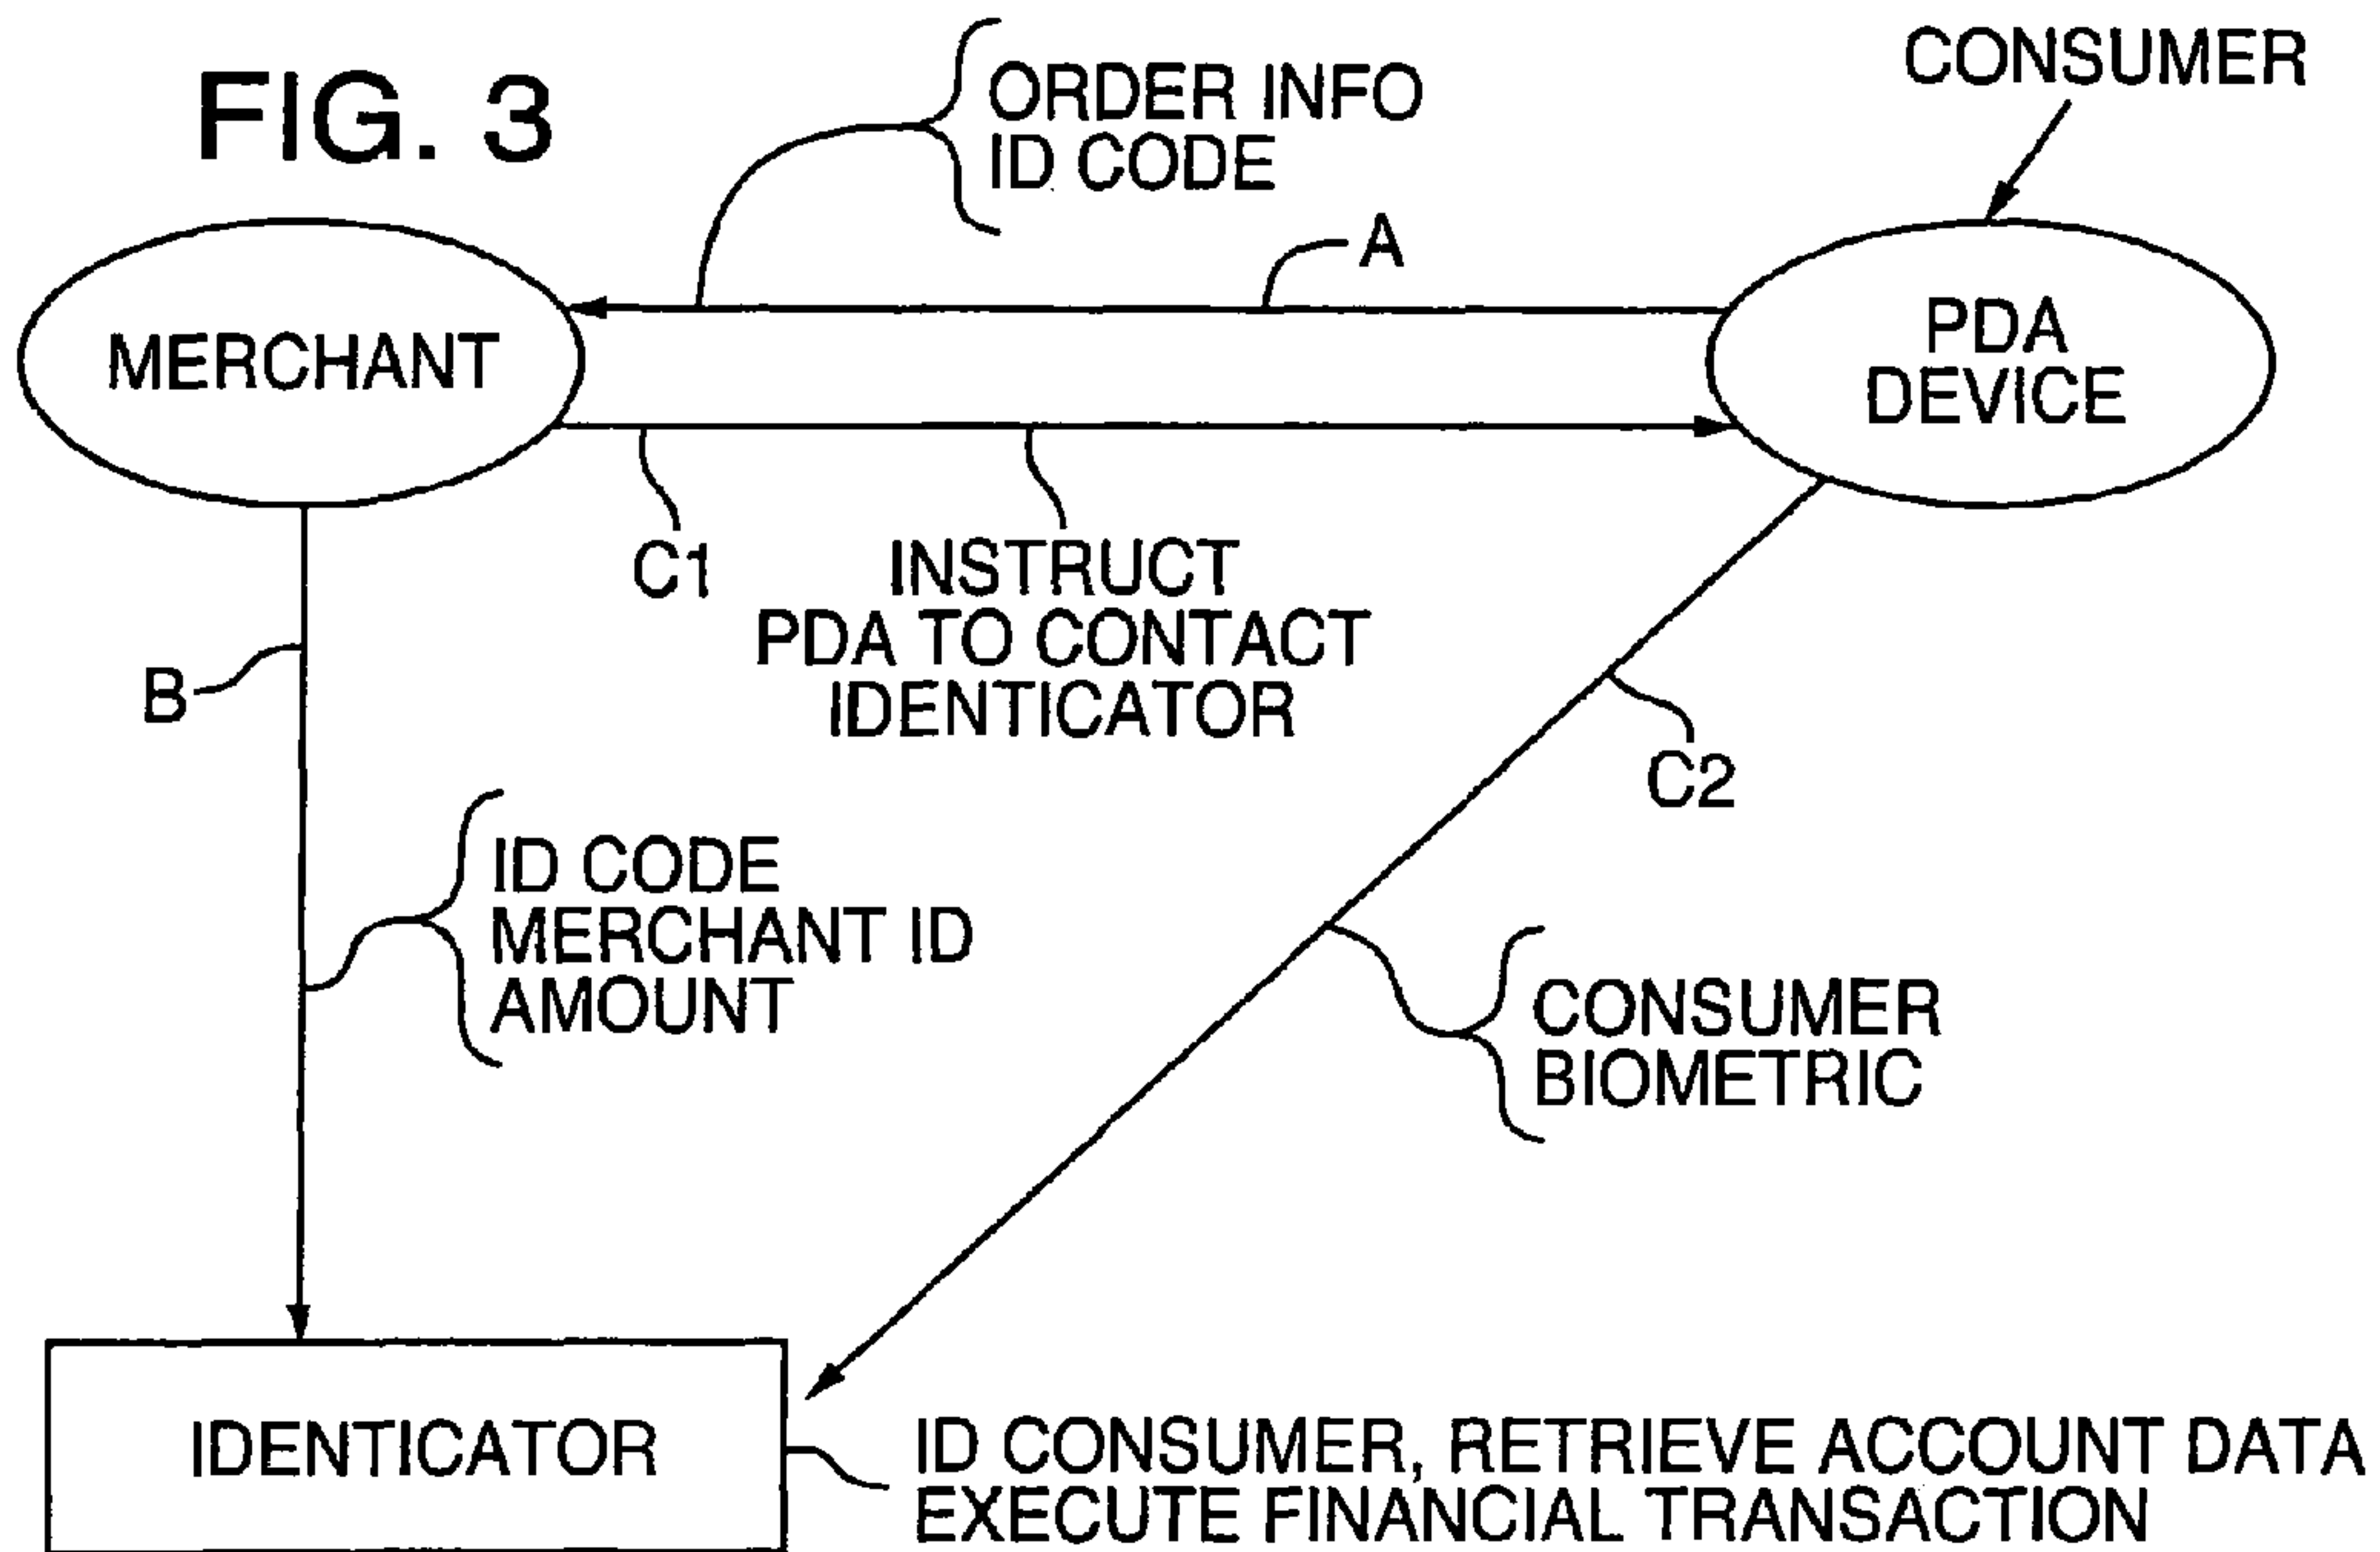 FIG. 3
ORDER INFO
ID CODE
CONSUMER
A
MERCHANT
PDA
DEVICE
C1
INSTRUCT
PDA TO CONTACT
IDENTICATOR
B
C2
ID CODE
MERCHANT ID
AMOUNT
CONSUMER
BIOMETRIC
IDENTICATOR
ID CONSUMER, RETRIEVE ACCOUNT DATA
EXECUTE FINANCIAL TRANSACTION